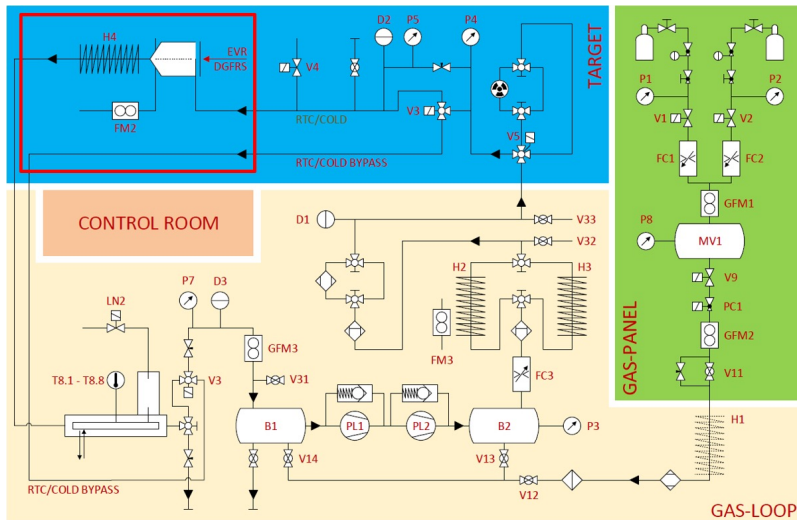 H4
D2
P5
P4
EVR
DGFRS
V4
FM2
V3
RTC/COLD
V5
RTC/COLD BYPASS
TARGET
P1
P2
V1
V2
FC1
FC2
GFM1
P8
MV1
V9
PC1
GFM2
V11
GAS-PANEL
CONTROL ROOM
D1
V33
V32
H2
H3
P7
D3
LN2
GFM3
FM3
FC3
T8.1 - T8.8
V3
V31
B1
PL1
PL2
B2
P3
H1
V14
V13
V12
RTC/COLD BYPASS
GAS-LOOP